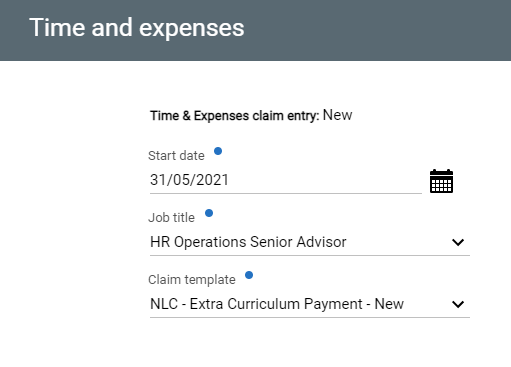 Time and expenses
Time & Expenses claim entry: New
Start date
31/05/2021
Job title
HR Operations Senior Advisor
Claim template
NLC - Extra Curriculum Payment - New